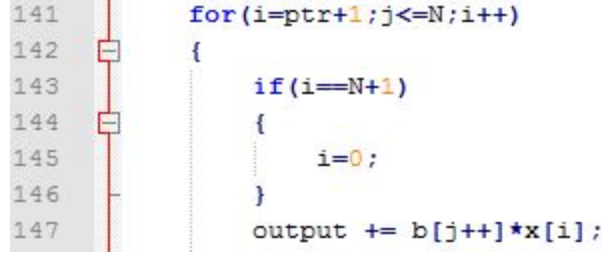 141 for(i=ptr+1;j<=N;i++)
142 {
143 if(i==N+1)
144 {
145 i=0;
146 }
147 output += b[j++]*x[i];